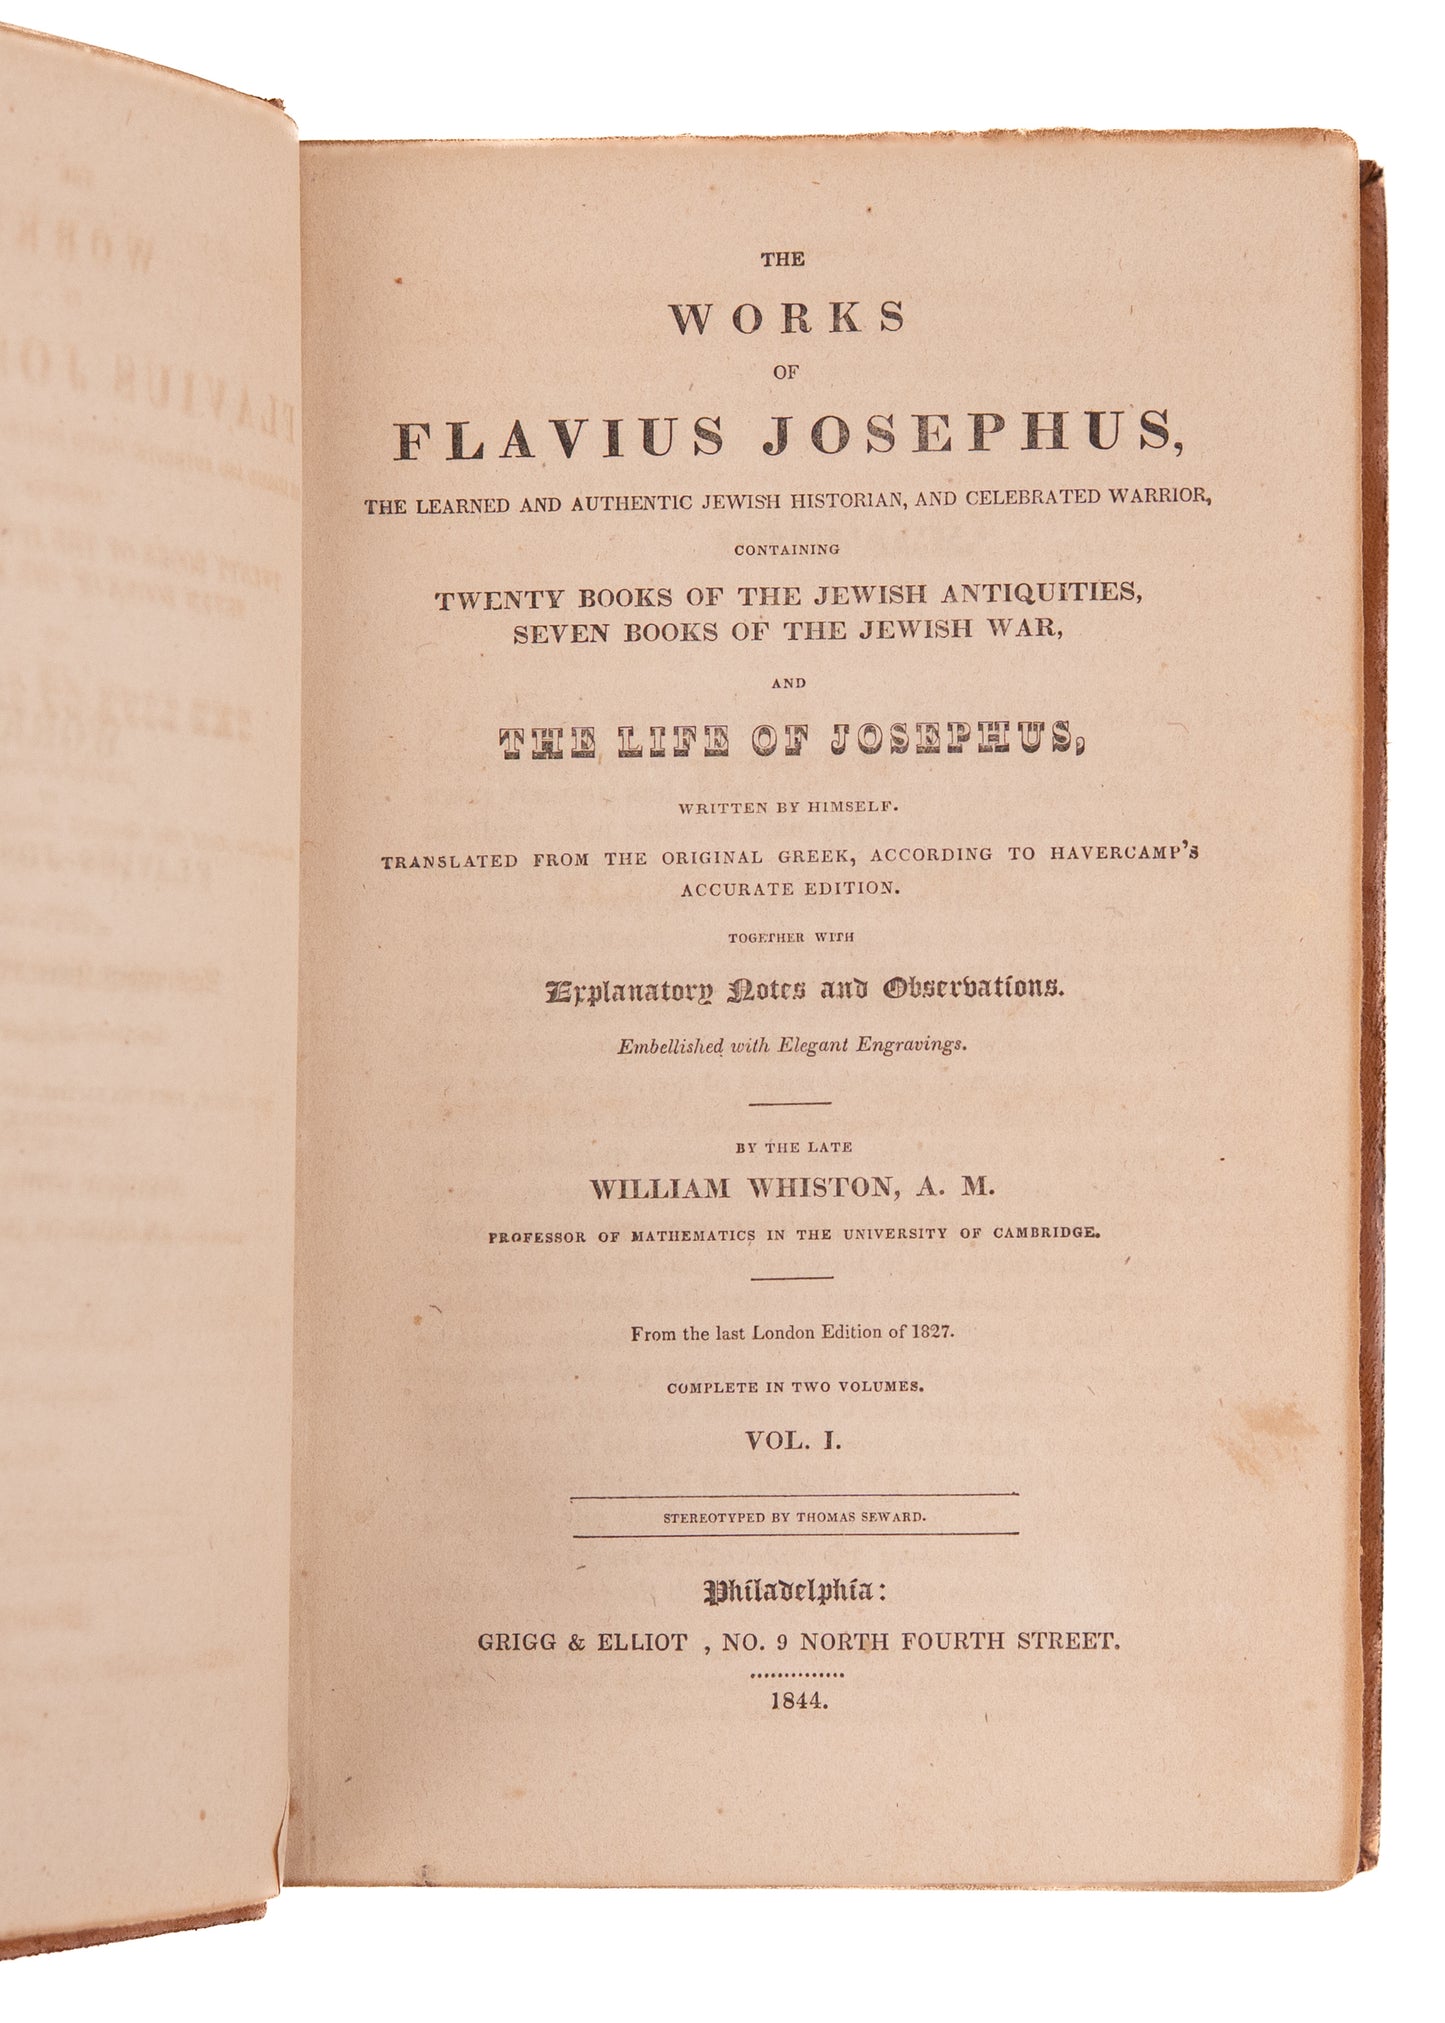 THE
WORKS
OF
FLAVIUS JOSEPHUS,
THE LEARNED AND AUTHENTIC JEWISH HISTORIAN, AND CELEBRATED WARRIOR,
CONTAINING
TWENTY BOOKS OF THE JEWISH ANTIQUITIES,
SEVEN BOOKS OF THE JEWISH WAR,
AND
THE LIFE OF JOSEPHUS,
WRITTEN BY HIMSELF.
TRANSLATED FROM THE ORIGINAL GREEK, ACCORDING TO HAVERCAMP'S
ACCURATE EDITION.
TOGETHER WITH
Explanatory Notes and Observations.
Embellished with Elegant Engravings.
BY THE LATE
WILLIAM WHISTON, A. M.
PROFESSOR OF MATHEMATICS IN THE UNIVERSITY OF CAMBRIDGE.
From the last London Edition of 1827.
COMPLETE IN TWO VOLUMES.
VOL. I.
STEREOTYPED BY THOMAS SEWARD.
Philadelphia:
GRIGG & ELLIOT , NO. 9 NORTH FOURTH STREET.
1844.